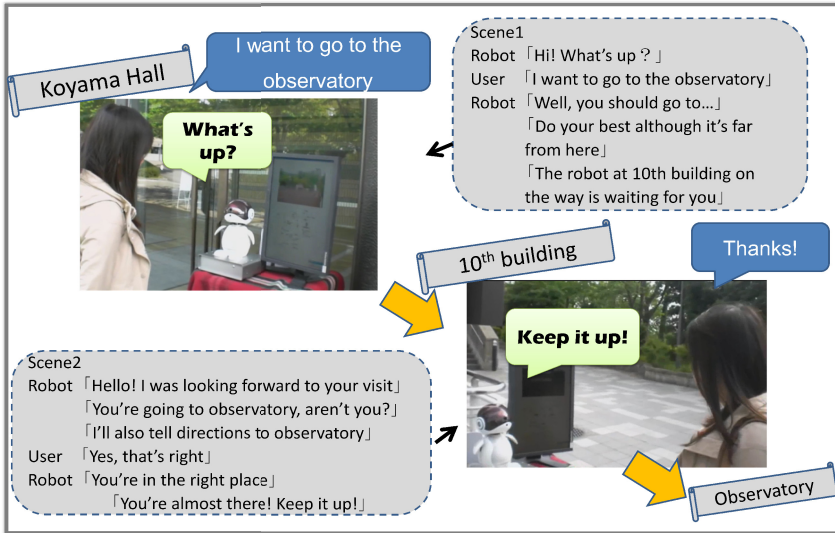 I want to go to the
observatory
Koyama Hall
What's
up?
Scene1
Robot「Hi! What's up？」
User「I want to go to the observatory」
Robot「Well, you should go to…」
「Do your best although it's far
from here」
「The robot at 10th building on
the way is waiting for you」
10th building
Thanks!
Keep it up!
Scene2
Robot「Hello! I was looking forward to your visit」
「You're going to observatory, aren't you?」
「I'll also tell directions to observatory」
User「Yes, that's right」
Robot「You're in the right place」
「You're almost there! Keep it up!」
Observatory